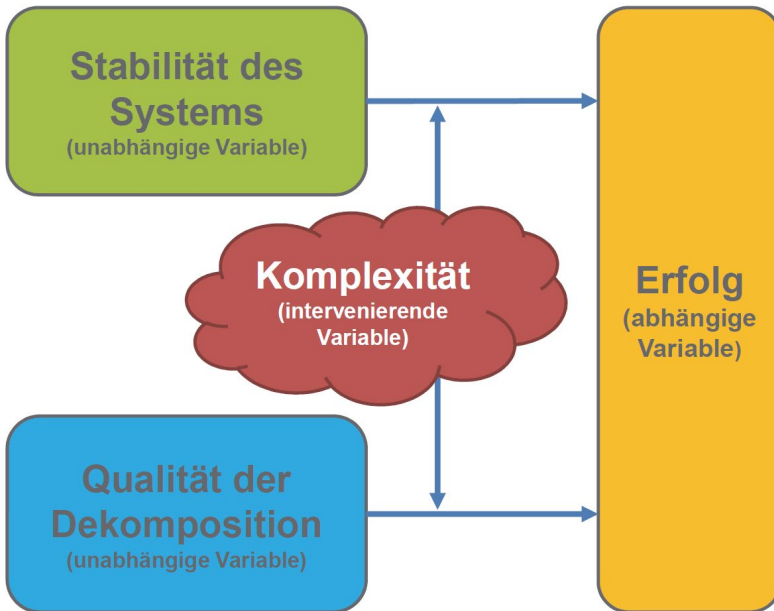 Stabilität des
Systems
(unabhängige Variable)
Komplexität
(intervenierende
Variable)
Erfolg
(abhängige
Variable)
Qualität der
Dekomposition
(unabhängige Variable)